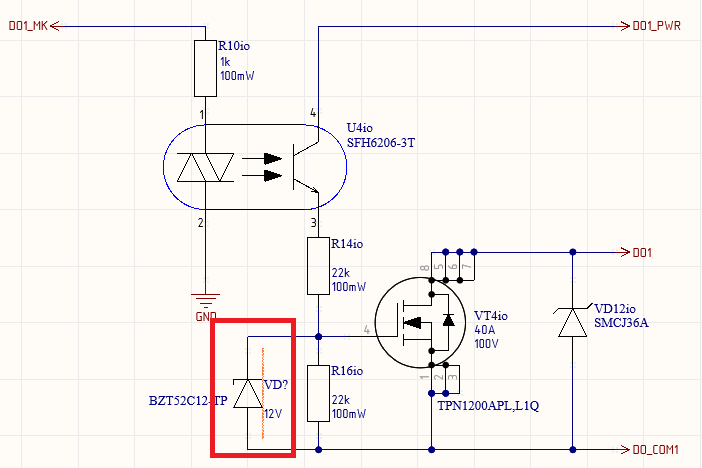 DO1_MK
DO1_PWR
R10io
1k
100mW
1
4
U4io
SFH6206-3T
2
3
GND
R14io
22k
100mW
DO1
8
5
6
7
VD12io
SMCJ36A
VT4io
40A
100V
4
R16io
22k
100mW
VD?
BZT52C12-TP
12V
1
2
3
TPN1200APL,L1Q
DO_COM1